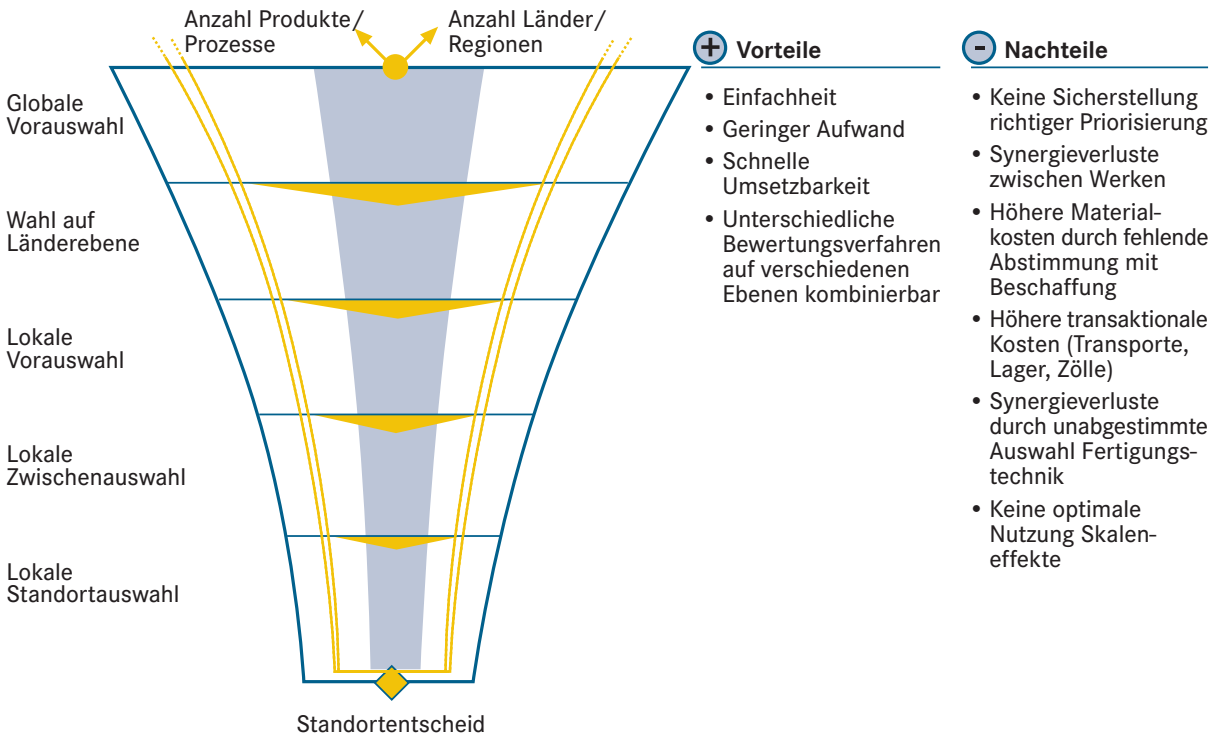 Anzahl Produkte/
Prozesse
Anzahl Länder/
Regionen
Globale
Vorauswahl
Wahl auf
Länderebene
Lokale
Vorauswahl
Lokale
Zwischenauswahl
Lokale
Standortauswahl
Standortentscheid
+ Vorteile
• Einfachheit
• Geringer Aufwand
• Schnelle
Umsetzbarkeit
• Unterschiedliche
Bewertungsverfahren
auf verschiedenen
Ebenen kombinierbar
- Nachteile
• Keine Sicherstellung
richtiger Priorisierung
• Synergieverluste
zwischen Werken
• Höhere Material-
kosten durch fehlende
Abstimmung mit
Beschaffung
• Höhere transaktionale
Kosten (Transporte,
Lager, Zölle)
• Synergieverluste
durch unabgestimmte
Auswahl Fertigungs-
technik
• Keine optimale
Nutzung Skalen-
effekte